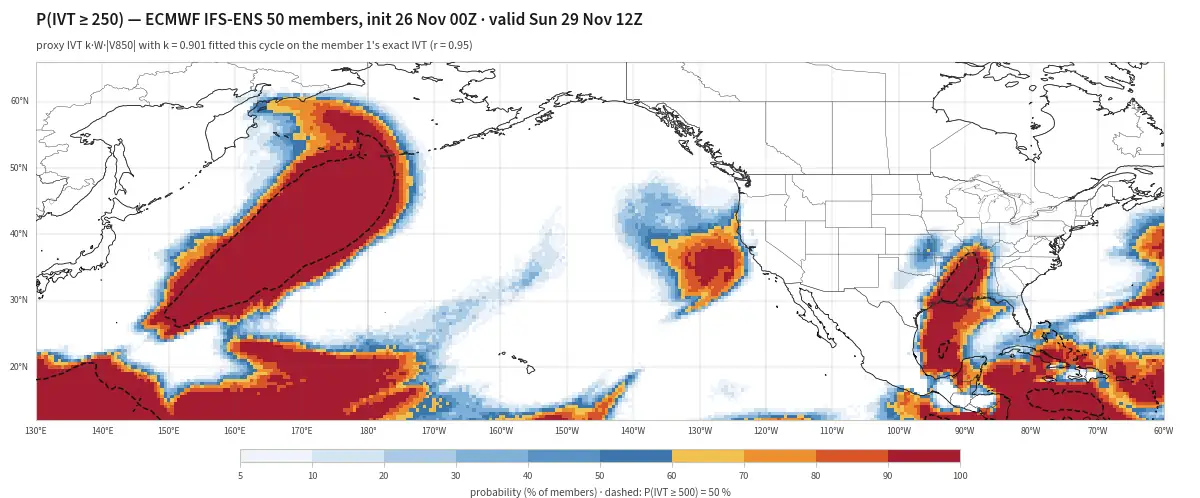 P(IVT ≥ 250) — ECMWF IFS-ENS 50 members, init 26 Nov 00Z · valid Sun 29 Nov 12Z
proxy IVT k·W·|V850| with k = 0.901 fitted this cycle on the member 1's exact IVT (r = 0.95)
60°N
50°N
40°N
30°N
20°N
130°E 140°E 150°E 160°E 170°E 180° 170°W 160°W 150°W 140°W 130°W 120°W 110°W 100°W 90°W 80°W 70°W 60°W
5 10 20 30 40 50 60 70 80 90 100
probability (% of members) · dashed: P(IVT ≥ 500) = 50 %